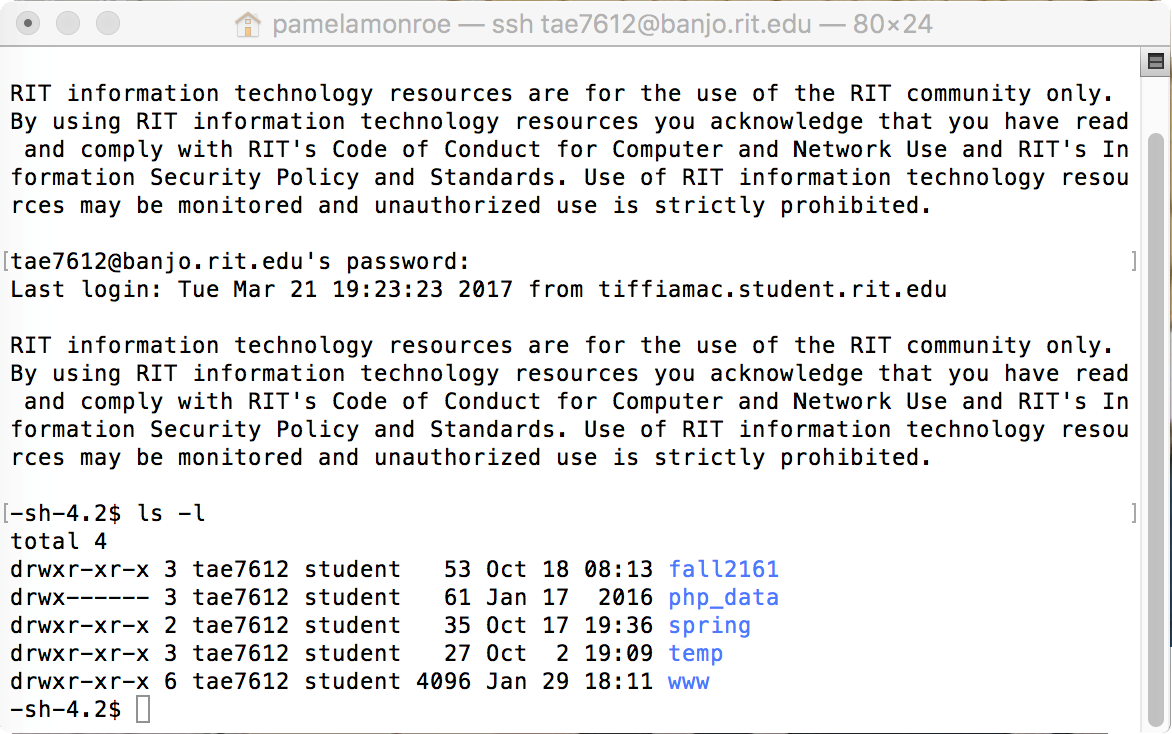 pamelamonroe — ssh tae7612@banjo.rit.edu — 80×24
RIT information technology resources are for the use of the RIT community only.
By using RIT information technology resources you acknowledge that you have read
 and comply with RIT's Code of Conduct for Computer and Network Use and RIT's In
formation Security Policy and Standards. Use of RIT information technology resou
rces may be monitored and unauthorized use is strictly prohibited.
[tae7612@banjo.rit.edu's password: ]
Last login: Tue Mar 21 19:23:23 2017 from tiffiamac.student.rit.edu
RIT information technology resources are for the use of the RIT community only.
By using RIT information technology resources you acknowledge that you have read
 and comply with RIT's Code of Conduct for Computer and Network Use and RIT's In
formation Security Policy and Standards. Use of RIT information technology resou
rces may be monitored and unauthorized use is strictly prohibited.
[-sh-4.2$ ls -l ]
total 4
drwxr-xr-x 3 tae7612 student   53 Oct 18 08:13 fall2161
drwx------ 3 tae7612 student   61 Jan 17  2016 php_data
drwxr-xr-x 2 tae7612 student   35 Oct 17 19:36 spring
drwxr-xr-x 3 tae7612 student   27 Oct  2 19:09 temp
drwxr-xr-x 6 tae7612 student 4096 Jan 29 18:11 www
-sh-4.2$